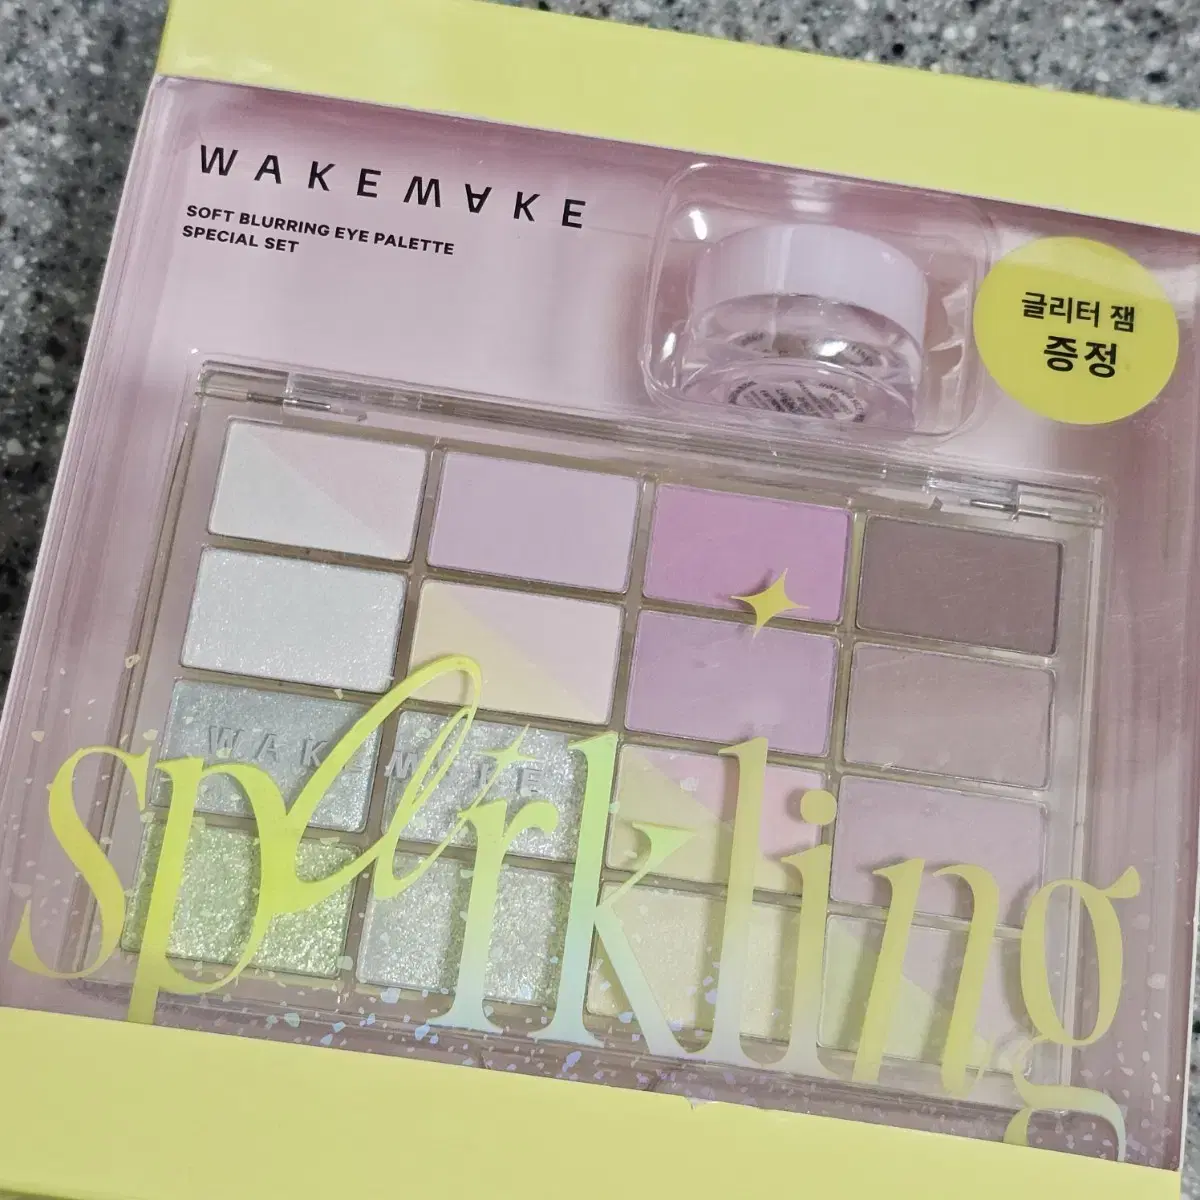 WAKEMAKE
SOFT BLURRING EYE PALETTE
SPECIAL SET
글리터 잼
증정
WAKEMAKE
sparkling